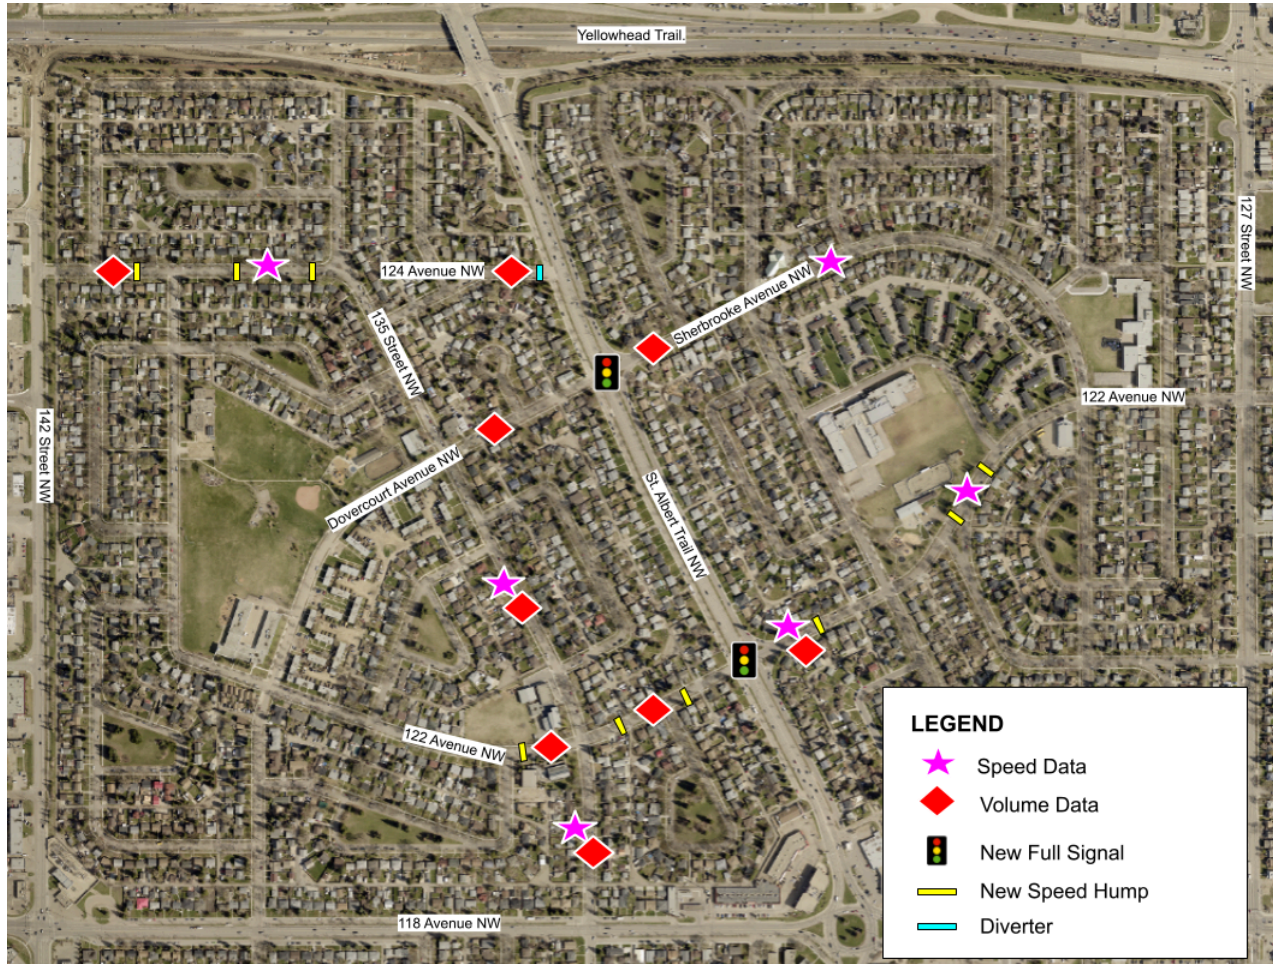 Yellowhead Trail.
127 Street NW
124 Avenue NW
Sherbrooke Avenue NW
135 Street NW
122 Avenue NW
142 Street NW
Dovercourt Avenue NW
St. Albert Trail NW
122 Avenue NW
118 Avenue NW
LEGEND
Speed Data
Volume Data
New Full Signal
New Speed Hump
Diverter